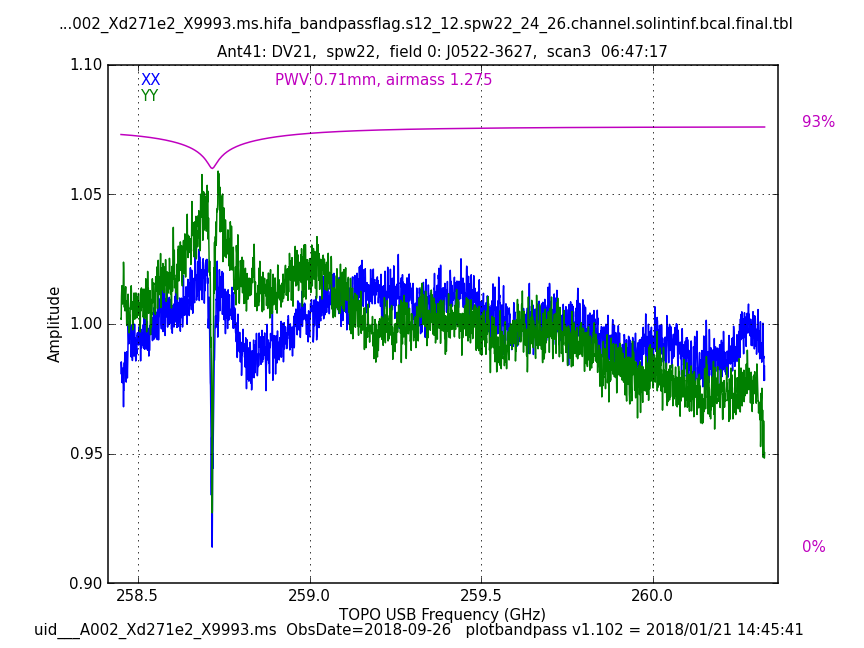 ...002_Xd271e2_X9993.ms.hifa_bandpassflag.s12_12.spw22_24_26.channel.solintinf.bcal.final.tbl
Ant41: DV21,  spw22,  field 0: J0522-3627,  scan3  06:47:17
XX
YY
PWV 0.71mm, airmass 1.275
93%
0%
1.10
1.05
1.00
0.95
0.90
Amplitude
258.5
259.0
259.5
260.0
TOPO USB Frequency (GHz)
uid___A002_Xd271e2_X9993.ms  ObsDate=2018-09-26   plotbandpass v1.102 = 2018/01/21 14:45:41